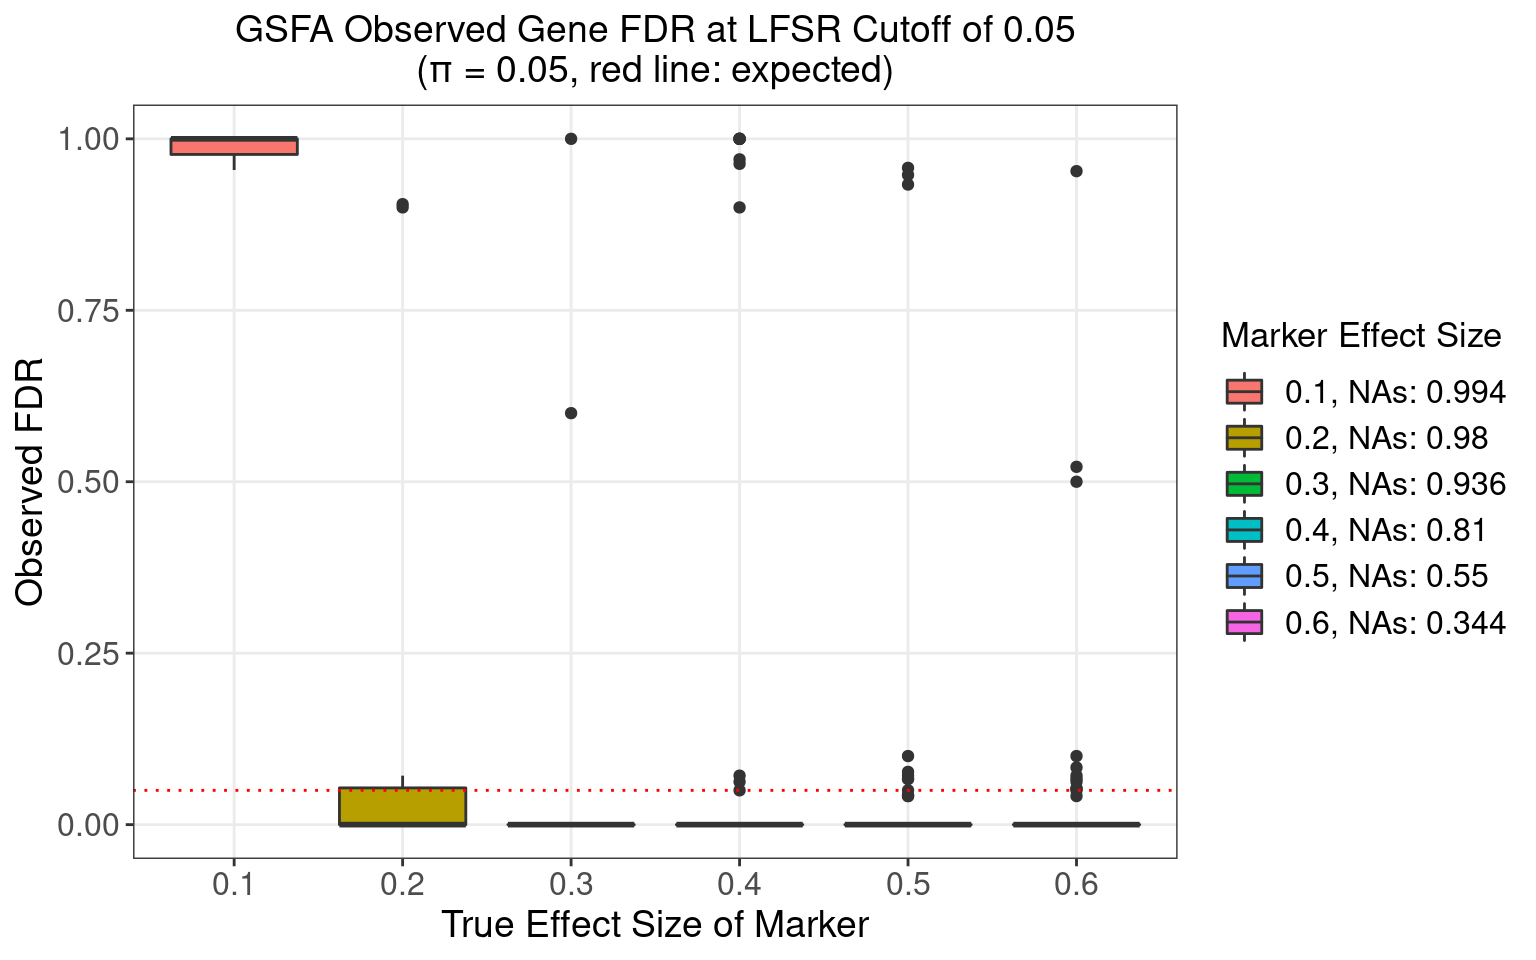 GSFA Observed Gene FDR at LFSR Cutoff of 0.05
(π = 0.05, red line: expected)
Observed FDR
1.00
0.75
0.50
0.25
0.00
0.1
0.2
0.3
0.4
0.5
0.6
True Effect Size of Marker
Marker Effect Size
0.1, NAs: 0.994
0.2, NAs: 0.98
0.3, NAs: 0.936
0.4, NAs: 0.81
0.5, NAs: 0.55
0.6, NAs: 0.344